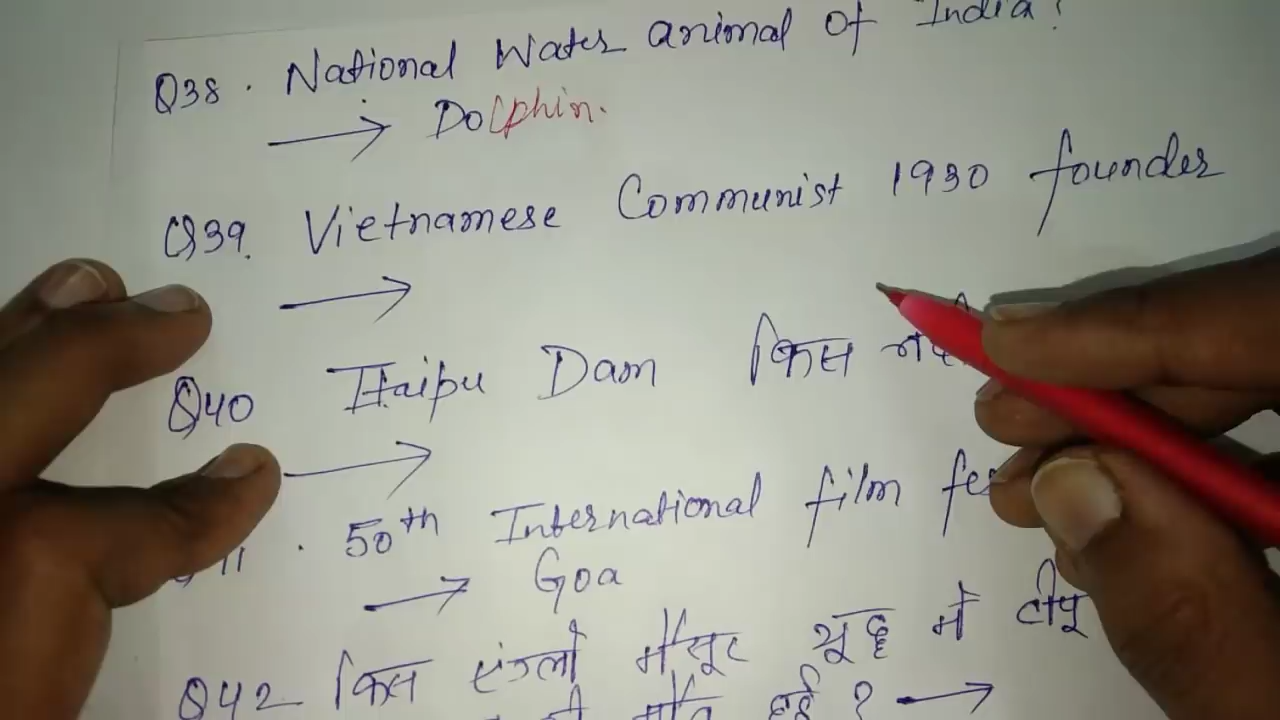 Q38. National Water animal of India?
→ Dolphin.
Q39. Vietnamese Communist 1930 founder
→
Q40 Itaipu Dam किस
→
50th International film
→ Goa
Q42 किस एंग्लो मैसूर यूद्ध मे टीपू
की मौत हुई ? →